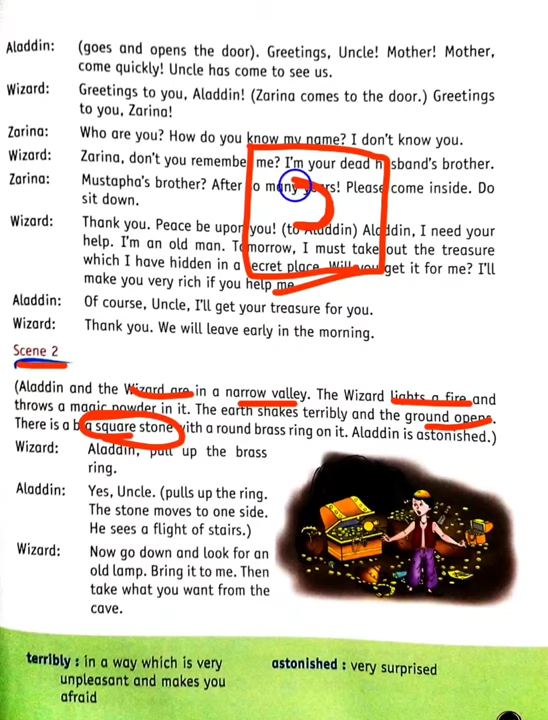 Aladdin: (goes and opens the door). Greetings, Uncle! Mother! Mother,
come quickly! Uncle has come to see us.
Wizard: Greetings to you, Aladdin! (Zarina comes to the door.) Greetings
to you, Zarina!
Zarina: Who are you? How do you know my name? I don't know you.
Wizard: Zarina, don't you remember me? I'm your dead husband's brother.
Zarina: Mustapha's brother? After so many years! Please come inside. Do
sit down.
Wizard: Thank you. Peace be upon you! (to Aladdin) Aladdin, I need your
help. I'm an old man. Tomorrow, I must take out the treasure
which I have hidden in a secret place. Will you get it for me? I'll
make you very rich if you help me.
Aladdin: Of course, Uncle, I'll get your treasure for you.
Wizard: Thank you. We will leave early in the morning.
Scene 2
(Aladdin and the Wizard are in a narrow valley. The Wizard lights a fire and
throws a magic powder in it. The earth shakes terribly and the ground opens.
There is a big square stone with a round brass ring on it. Aladdin is astonished.)
Wizard: Aladdin, pull up the brass
ring.
Aladdin: Yes, Uncle. (pulls up the ring.
The stone moves to one side.
He sees a flight of stairs.)
Wizard: Now go down and look for an
old lamp. Bring it to me. Then
take what you want from the
cave.
terribly : in a way which is very
unpleasant and makes you
afraid
astonished : very surprised